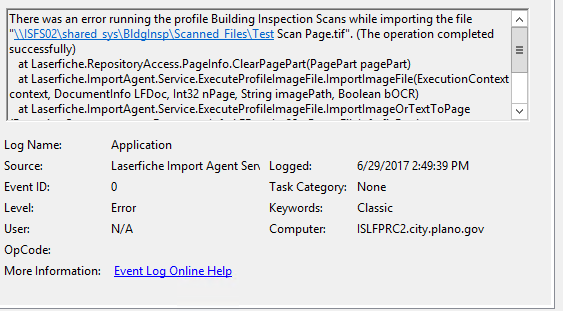 There was an error running the profile Building Inspection Scans while importing the file
"\\ISFS02\shared_sys\BldgInsp\Scanned_Files\Test Scan Page.tif". (The operation completed
successfully)
at Laserfiche.RepositoryAccess.PageInfo.ClearPagePart(PagePart pagePart)
at Laserfiche.ImportAgent.Service.ExecuteProfileImageFile.ImportImageFile(ExecutionContext
context, DocumentInfo LFDoc, Int32 nPage, String imagePath, Boolean bOCR)
at Laserfiche.ImportAgent.Service.ExecuteProfileImageFile.ImportImageOrTextToPage
Log Name: Application
Source: Laserfiche Import Agent Serv Logged: 6/29/2017 2:49:39 PM
Event ID: 0 Task Category: None
Level: Error Keywords: Classic
User: N/A Computer: ISLFPRC2.city.plano.gov
OpCode:
More Information: Event Log Online Help